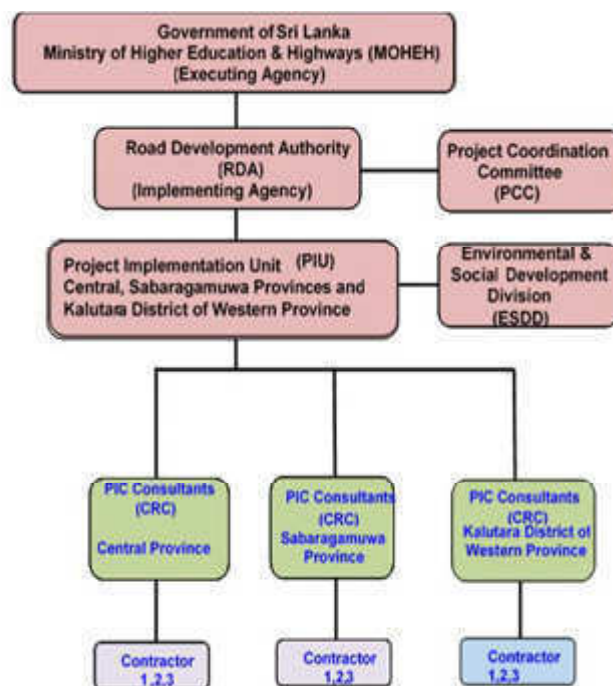 Government of Sri Lanka
Ministry of Higher Education & Highways (MOHEH)
(Executing Agency)
Road Development Authority
(RDA)
(Implementing Agency)
Project Coordination
Committee
(PCC)
Project Implementation Unit (PIU)
Central, Sabaragamuwa Provinces and
Kalutara District of Western Province
Environmental &
Social Development
Division
(ESDD)
PIC Consultants
(CRC)
Central Province
PIC Consultants
(CRC)
Sabaragamuwa
Province
PIC Consultants
(CRC)
Kalutara District of
Western Province
Contractor
1,2,3
Contractor
1,2,3
Contractor
1,2,3